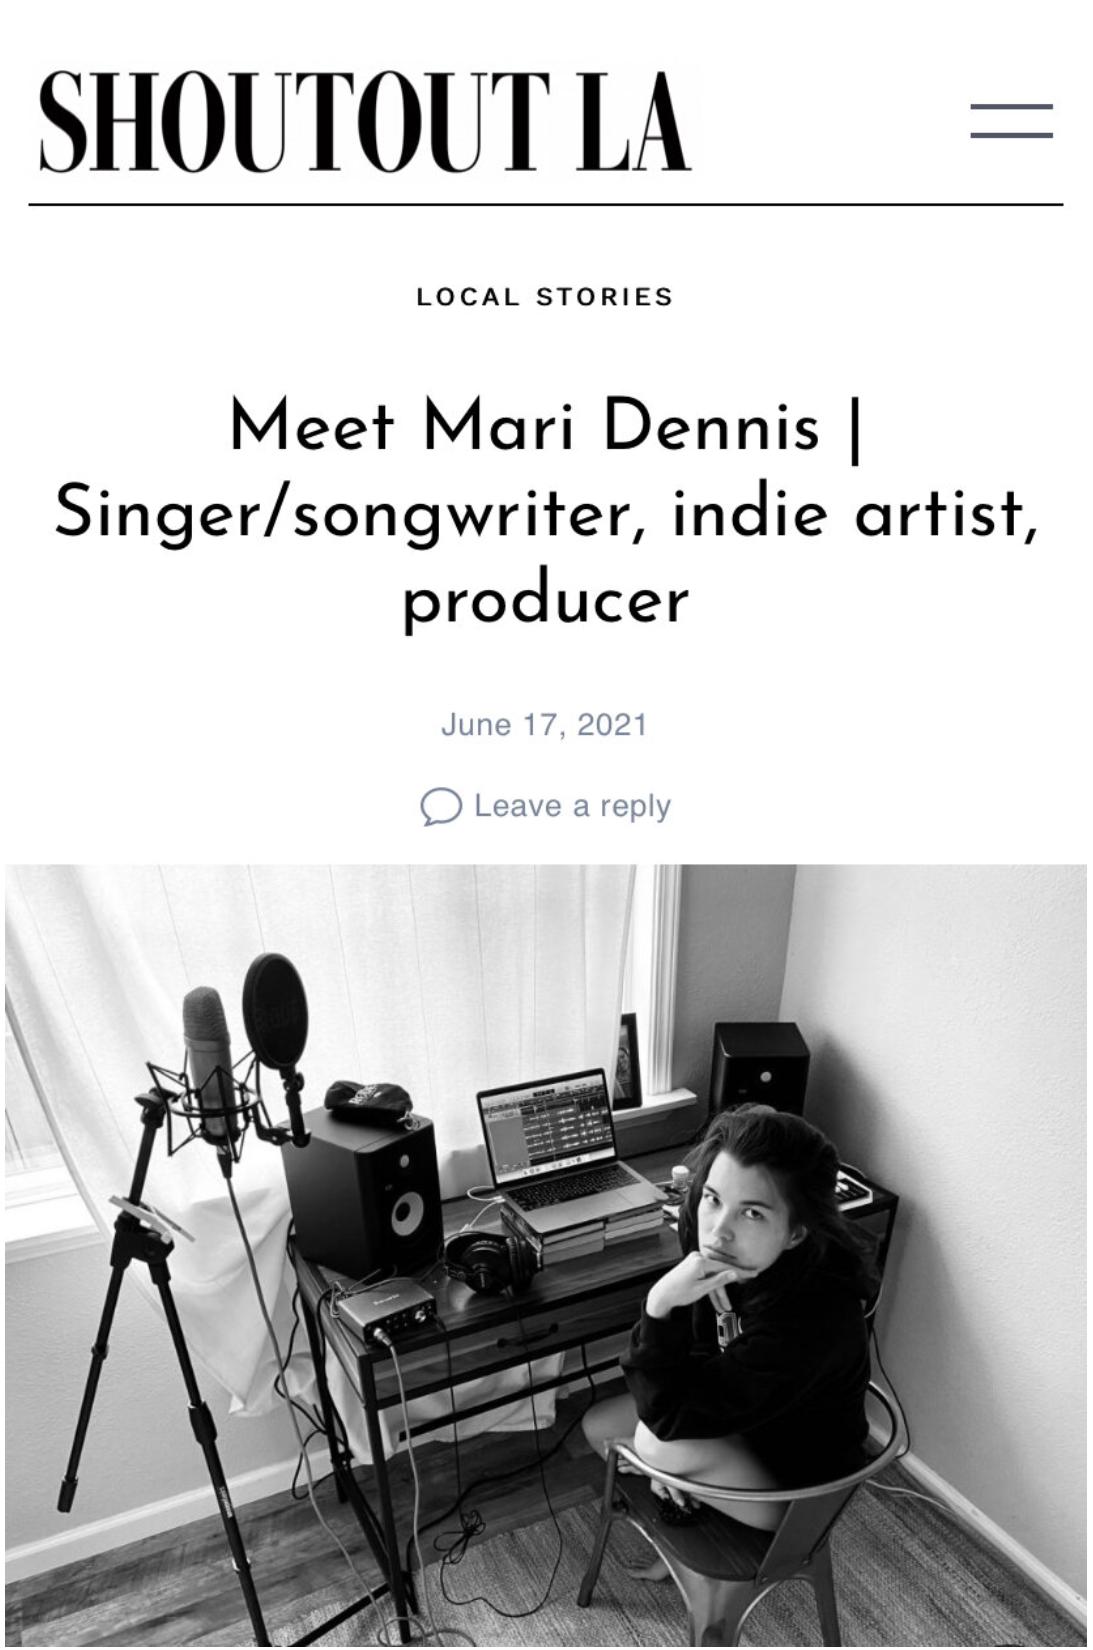 SHOUTOUT LA
LOCAL STORIES
Meet Mari Dennis |
Singer/songwriter, indie artist,
producer
June 17, 2021
Leave a reply